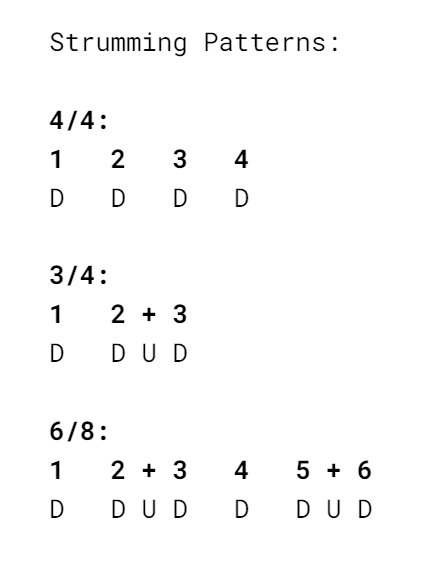 Strumming Patterns:
4/4:
1   2   3   4
D   D   D   D
3/4:
1   2 + 3
D   D U D
6/8:
1   2 + 3   4   5 + 6
D   D U D   D   D U D